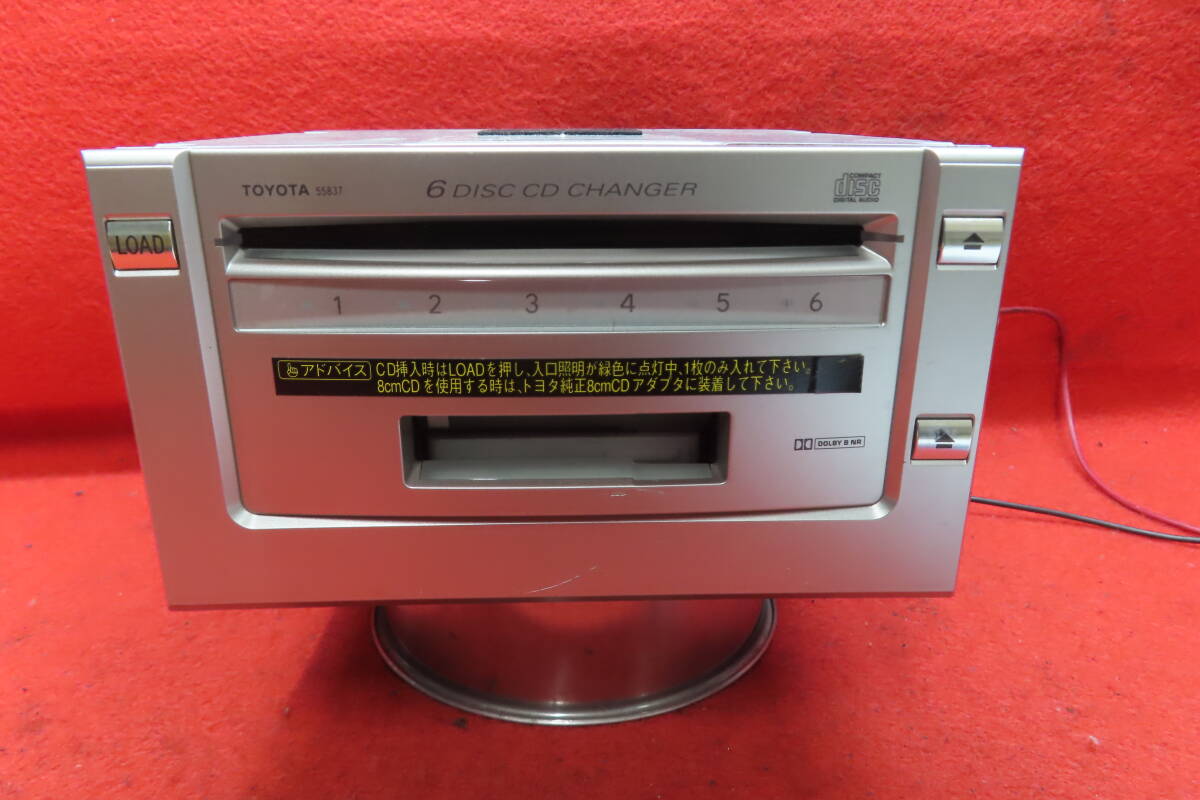 TOYOTA 55837
6 DISC CD CHANGER
COMPACT
disc
DIGITAL AUDIO
LOAD
1 2 3 4 5 6
アドバイス
CD挿入時はLOADを押し、入口照明が緑色に点灯中、1枚のみ入れて下さい。
8cmCDを使用する時は、トヨタ純正8cmCDアダプタに装着して下さい。
DOLBY B NR